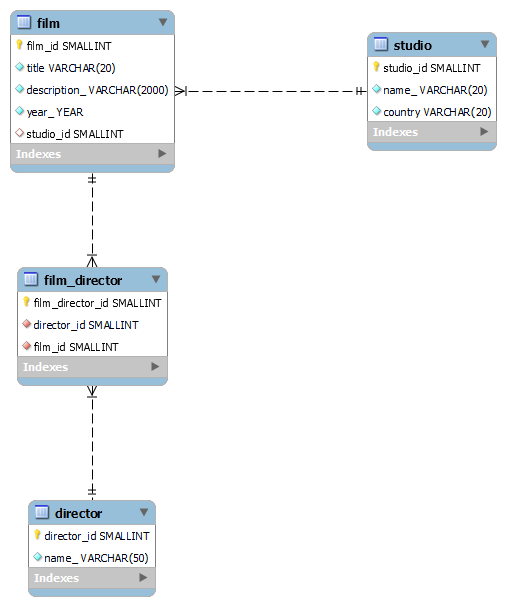 film
film_id SMALLINT
title VARCHAR(20)
description_ VARCHAR(2000)
year_ YEAR
studio_id SMALLINT
Indexes
studio
studio_id SMALLINT
name_ VARCHAR(20)
country VARCHAR(20)
Indexes
film_director
film_director_id SMALLINT
director_id SMALLINT
film_id SMALLINT
Indexes
director
director_id SMALLINT
name_ VARCHAR(50)
Indexes